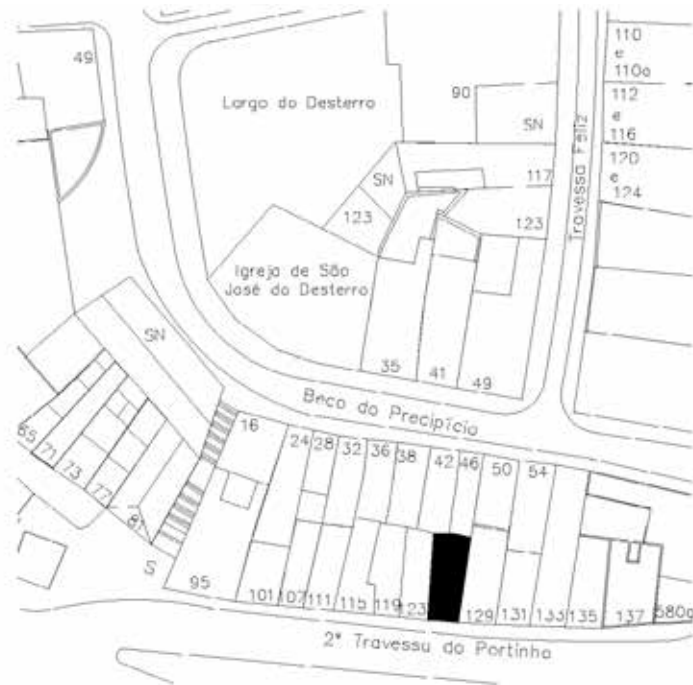 49
Largo do Desterro
90
SN
110
e
110a
112
e
116
120
e
124
Travessa Feliz
SN
117
123
123
Igreja de São
José do Desterro
35
41
49
Beco do Precipício
SN
65
71
73
77
81
S
16
24
28
32
36
38
42
46
50
54
95
101
107
111
115
119
123
129
131
133
135
137
580a
2ª Travessa do Portinho